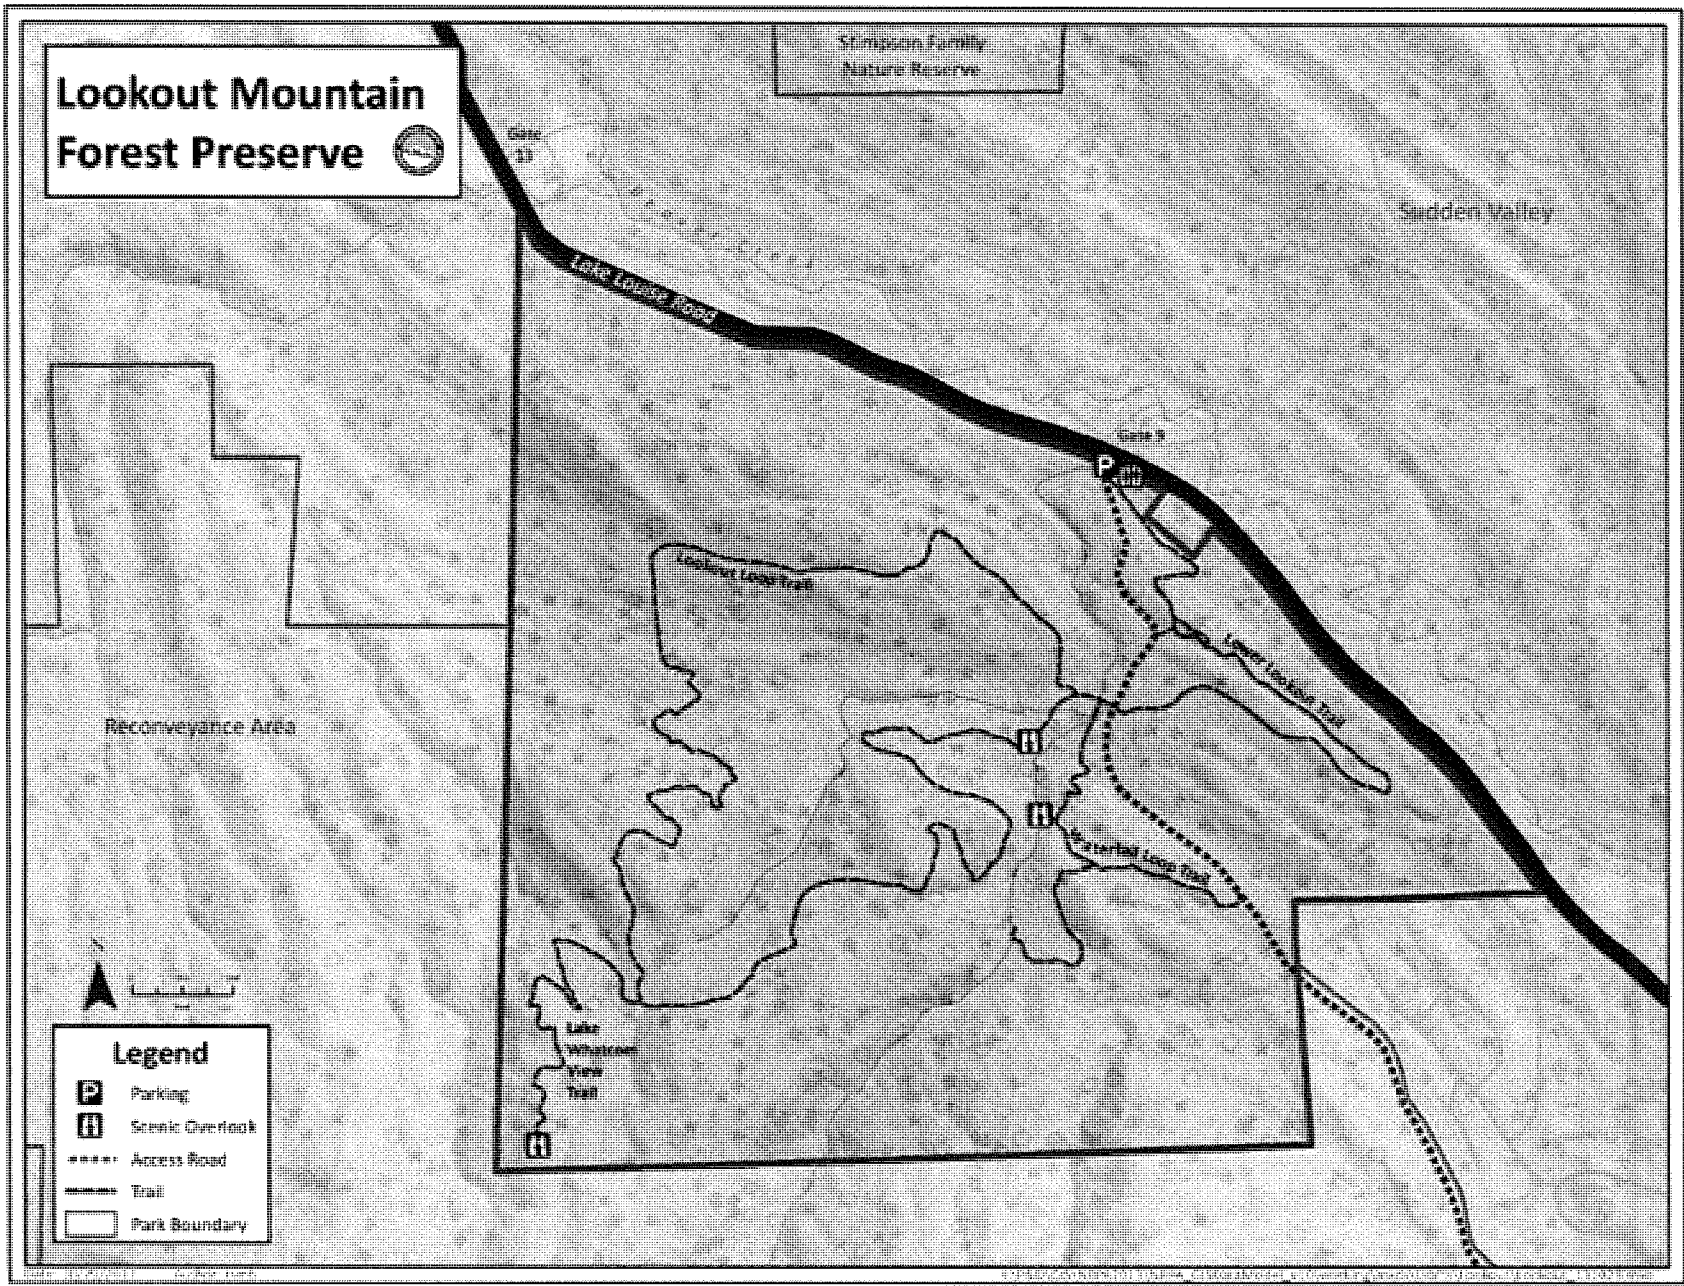 Stimpson Family
Nature Reserve
Lookout Mountain
Forest Preserve
Gate
13
Sudden Valley
Lake Louise Road
Gate 9
P
Lookout Loop Trail
Lower Lookout Trail
Reconveyance Area
Waterfall Loop Trail
N
Lake
Whatcom
View
Trail
Legend
P Parking
Scenic Overlook
Access Road
Trail
Park Boundary